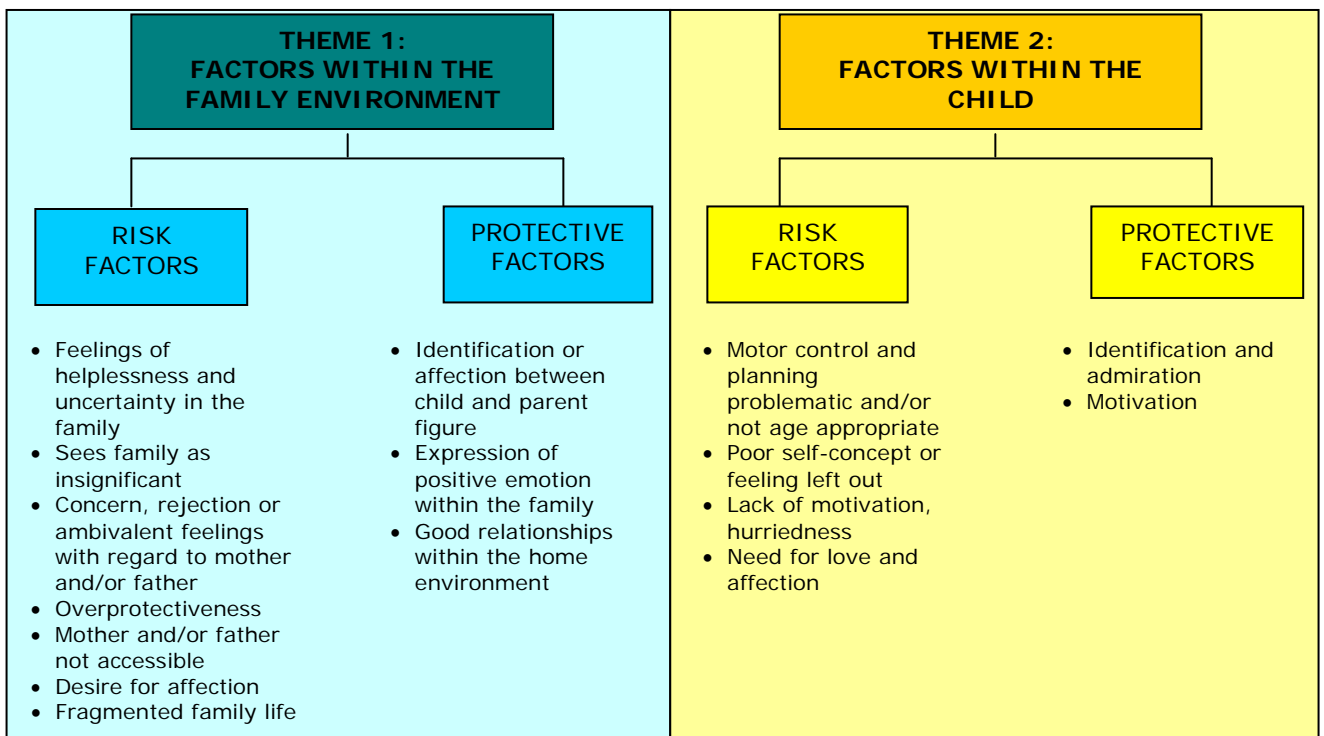 THEME 1:
FACTORS WITHIN THE
FAMILY ENVIRONMENT
RISK
FACTORS
PROTECTIVE
FACTORS
• Feelings of
helplessness and
uncertainty in the
family
• Sees family as
insignificant
• Concern, rejection or
ambivalent feelings
with regard to mother
and/or father
• Overprotectiveness
• Mother and/or father
not accessible
• Desire for affection
• Fragmented family life
• Identification or
affection between
child and parent
figure
• Expression of
positive emotion
within the family
• Good relationships
within the home
environment
THEME 2:
FACTORS WITHIN THE
CHILD
RISK
FACTORS
PROTECTIVE
FACTORS
• Motor control and
planning
problematic and/or
not age appropriate
• Poor self-concept or
feeling left out
• Lack of motivation,
hurriedness
• Need for love and
affection
• Identification and
admiration
• Motivation